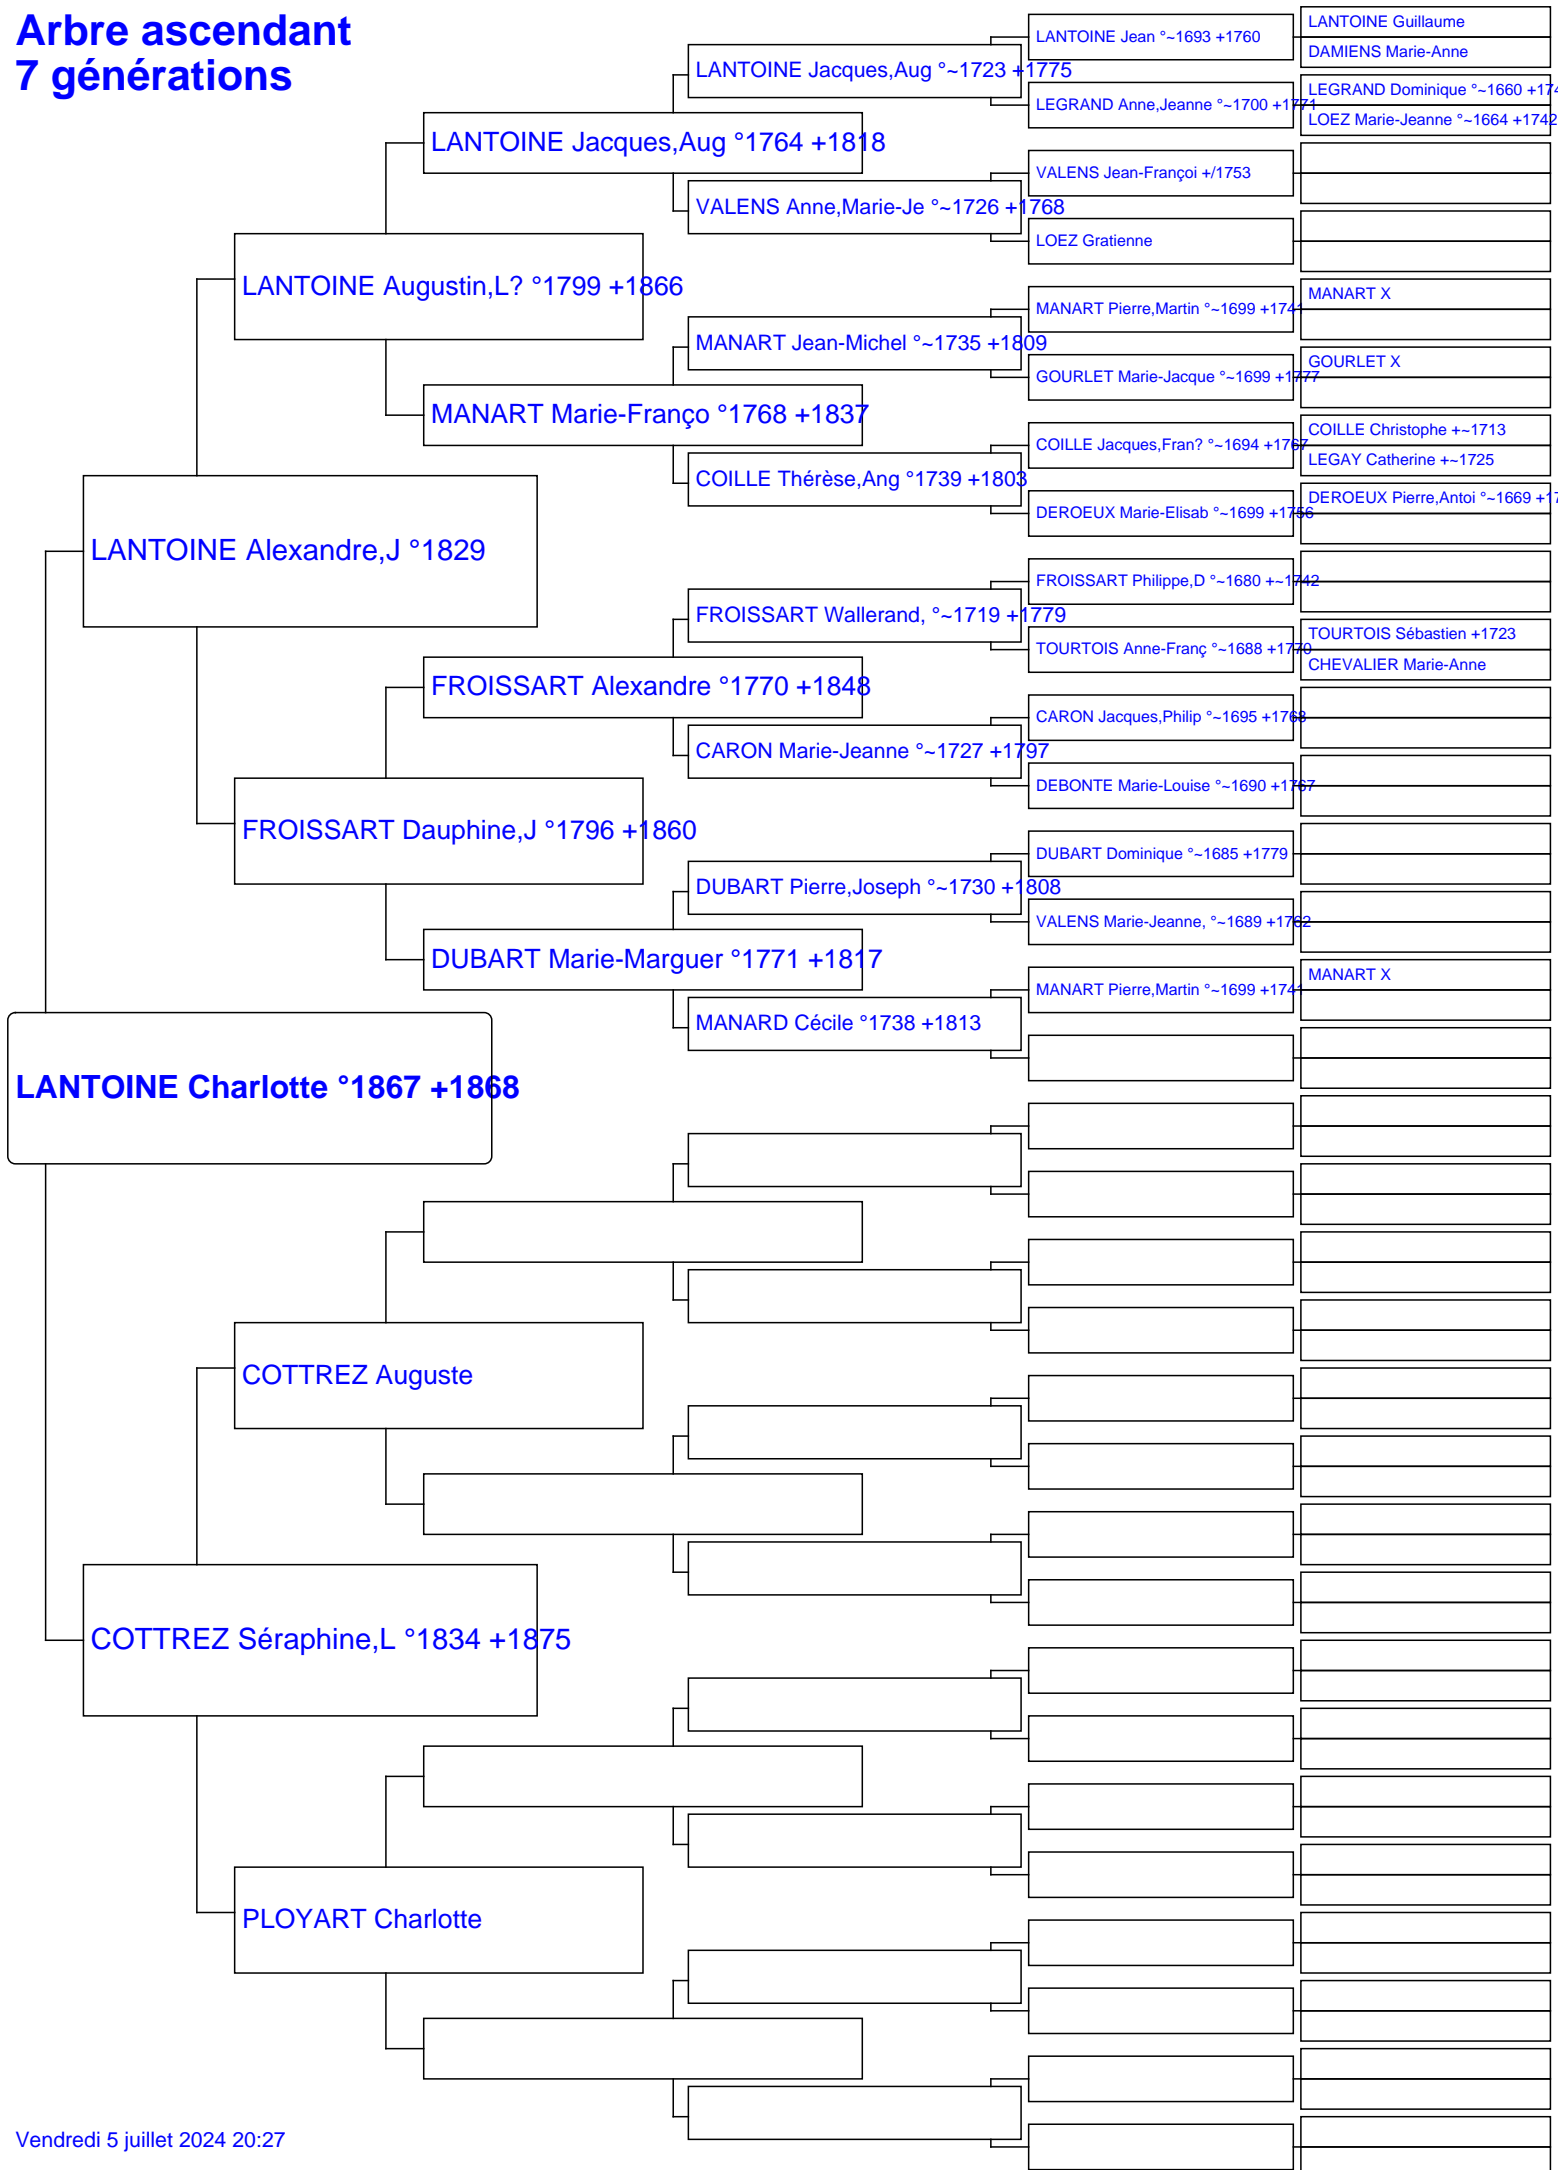 Arbre ascendant
7 générations
LANTOINE Charlotte °1867 +1868
LANTOINE Alexandre,J °1829
COTTREZ Séraphine,L °1834 +1875
LANTOINE Augustin,L? °1799 +1866
FROISSART Dauphine,J °1796 +1860
COTTREZ Auguste
PLOYART Charlotte
LANTOINE Jacques,Aug °1764 +1818
MANART Marie-Franço °1768 +1837
FROISSART Alexandre °1770 +1848
DUBART Marie-Marguer °1771 +1817
LANTOINE Jacques,Aug °~1723 +1775
VALENS Anne,Marie-Je °~1726 +1768
MANART Jean-Michel °~1735 +1809
COILLE Thérèse,Ang °1739 +1803
FROISSART Wallerand, °~1719 +1779
CARON Marie-Jeanne °~1727 +1797
DUBART Pierre,Joseph °~1730 +1808
MANARD Cécile °1738 +1813
LANTOINE Jean °~1693 +1760
LEGRAND Anne,Jeanne °~1700 +1771
VALENS Jean-Françoi +/1753
LOEZ Gratienne
MANART Pierre,Martin °~1699 +1741
GOURLET Marie-Jacque °~1699 +1777
COILLE Jacques,Fran? °~1694 +1767
DEROEUX Marie-Elisab °~1699 +1756
FROISSART Philippe,D °~1680 +~1742
TOURTOIS Anne-Franç °~1688 +1770
CARON Jacques,Philip °~1695 +1768
DEBONTE Marie-Louise °~1690 +1767
DUBART Dominique °~1685 +1779
VALENS Marie-Jeanne, °~1689 +1762
MANART Pierre,Martin °~1699 +1741
LANTOINE Guillaume
DAMIENS Marie-Anne
LEGRAND Dominique °~1660 +174
LOEZ Marie-Jeanne °~1664 +1742
MANART X
GOURLET X
COILLE Christophe +~1713
LEGAY Catherine +~1725
DEROEUX Pierre,Antoi °~1669 +17
TOURTOIS Sébastien +1723
CHEVALIER Marie-Anne
MANART X
Vendredi 5 juillet 2024 20:27